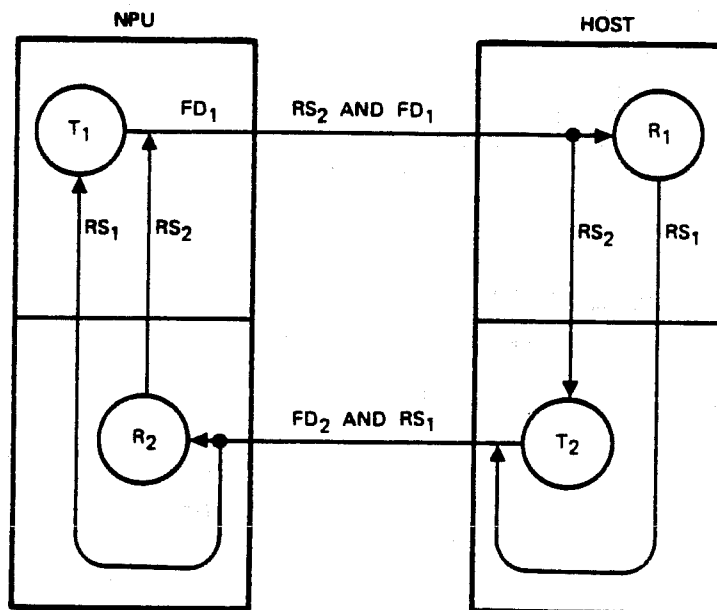 NPU
HOST
T1
FD1
RS2 AND FD1
R1
RS1
RS2
RS2
RS1
R2
FD2 AND RS1
T2